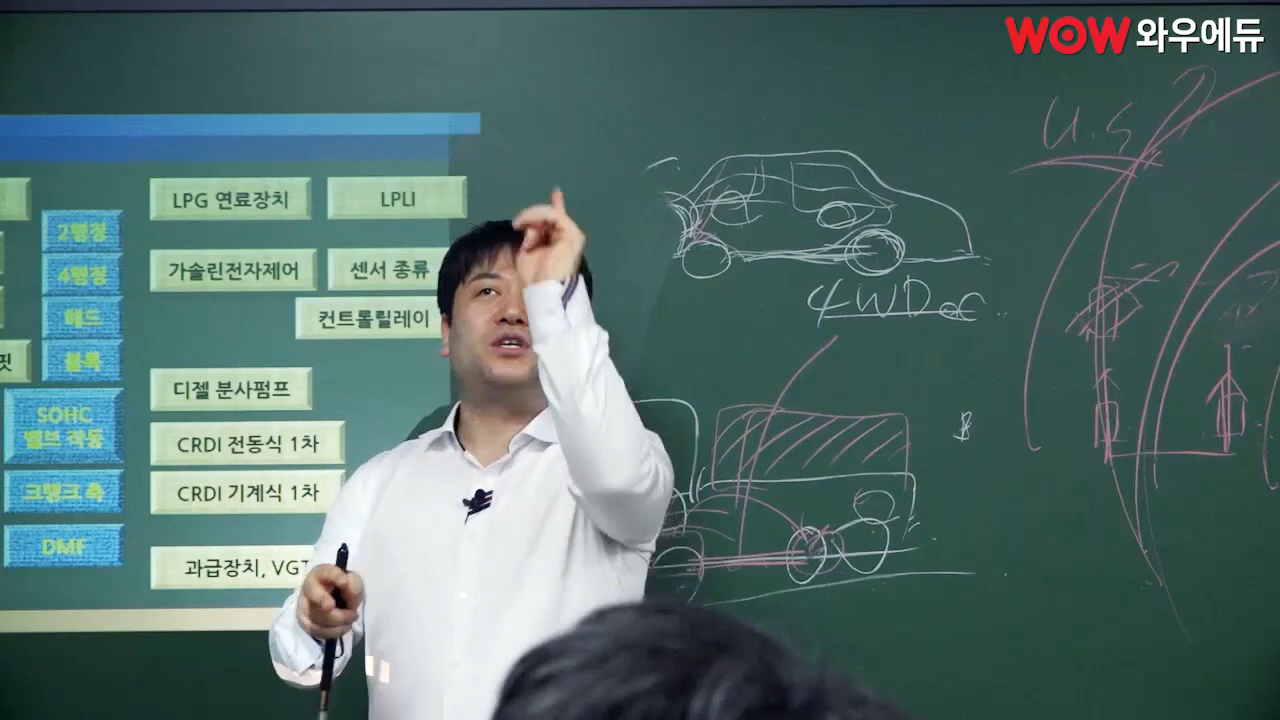 WOW 와우에듀
LPG 연료장치
LPLI
2행정
4행정
가솔린전자제어
센서 종류
헤드
컨트롤릴레이
블록
핏
디젤 분사펌프
SOHC
밸브 작동
CRDI 전동식 1차
크랭크 축
CRDI 기계식 1차
DMF
과급장치, VGT
U.S
4WD
B